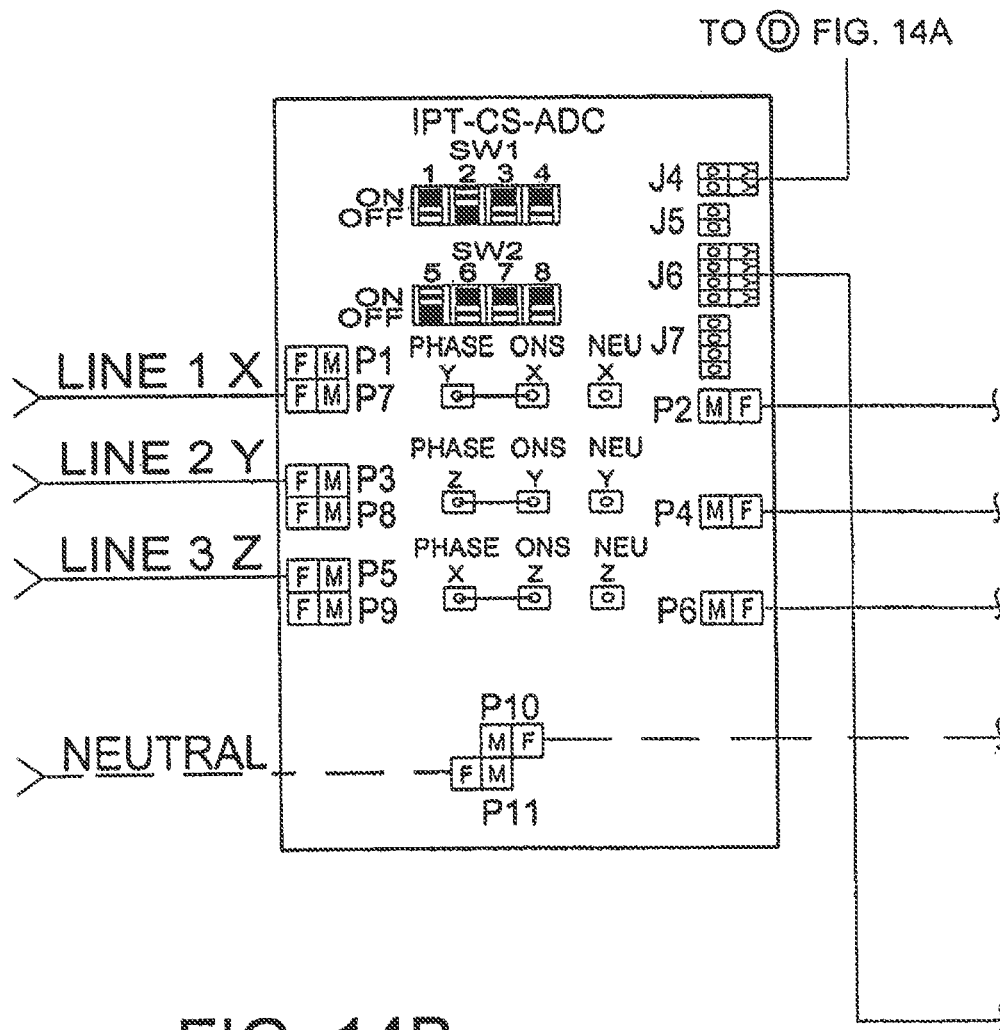 TO Ⓓ FIG. 14A
IPT-CS-ADC
SW1
1 2 3 4
ON
OFF
SW2
5 6 7 8
ON
OFF
J4
J5
J6
J7
LINE 1 X
F M P1
F M P7
PHASE ONS NEU
Y X X
P2 M F
LINE 2 Y
F M P3
F M P8
PHASE ONS NEU
Z Y Y
P4 M F
LINE 3 Z
F M P5
F M P9
PHASE ONS NEU
X Z Z
P6 M F
NEUTRAL
P10
M F
F M
P11
FIG. 14B